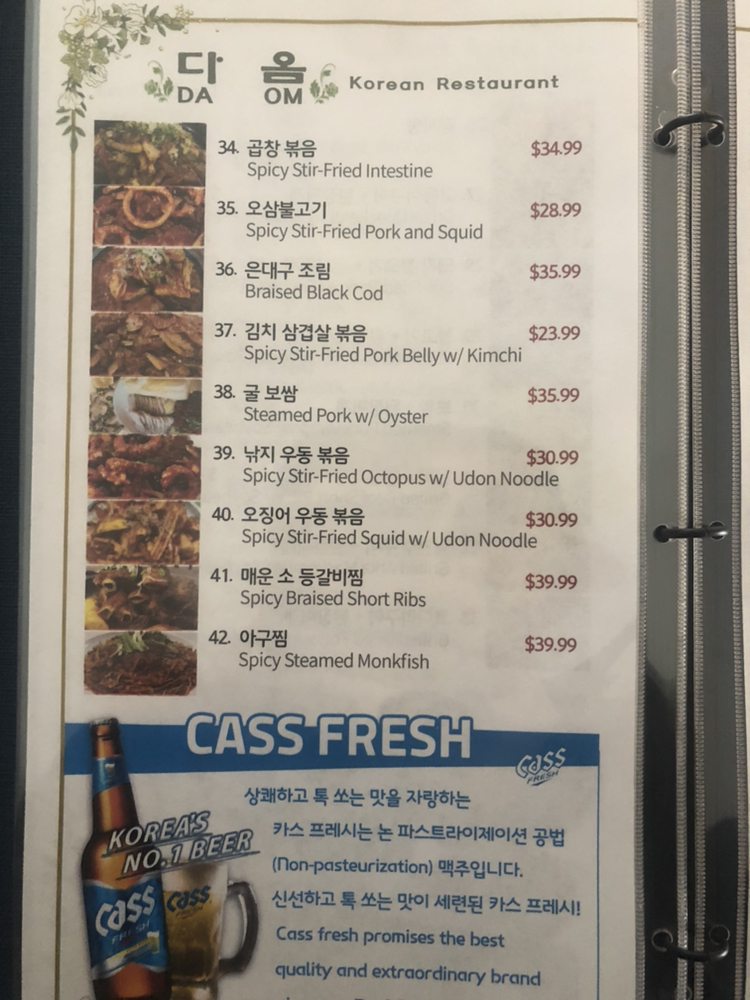 다 옴
DA OM Korean Restaurant
34. 곱창 볶음 $34.99
Spicy Stir-Fried Intestine
35. 오삼불고기 $28.99
Spicy Stir-Fried Pork and Squid
36. 은대구 조림 $35.99
Braised Black Cod
37. 김치 삼겹살 볶음 $23.99
Spicy Stir-Fried Pork Belly w/ Kimchi
38. 굴 보쌈 $35.99
Steamed Pork w/ Oyster
39. 낚지 우동 볶음 $30.99
Spicy Stir-Fried Octopus w/ Udon Noodle
40. 오징어 우동 볶음 $30.99
Spicy Stir-Fried Squid w/ Udon Noodle
41. 매운 소 등갈비찜 $39.99
Spicy Braised Short Ribs
42. 아구찜 $39.99
Spicy Steamed Monkfish
CASS FRESH
Cass
FRESH
상쾌하고 톡 쏘는 맛을 자랑하는
카스 프레시는 논 파스트라이제이션 공법
(Non-pasteurization) 맥주입니다.
신선하고 톡 쏘는 맛이 세련된 카스 프레시!
Cass fresh promises the best
quality and extraordinary brand
KOREA'S
NO.1 BEER
Cass
FRESH
Cass